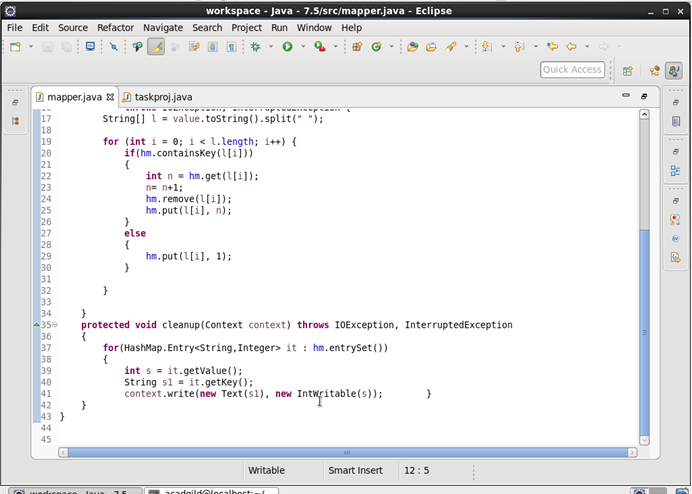 workspace - Java - 7.5/src/mapper.java - Eclipse
File Edit Source Refactor Navigate Search Project Run Window Help
Quick Access
mapper.java taskproj.java
17 String[] l = value.toString().split(" ");
18
19 for (int i = 0; i < l.length; i++) {
20 if(hm.containsKey(l[i]))
21 {
22 int n = hm.get(l[i]);
23 n= n+1;
24 hm.remove(l[i]);
25 hm.put(l[i], n);
26 }
27 else
28 {
29 hm.put(l[i], 1);
30 }
31
32 }
33
34 }
35 protected void cleanup(Context context) throws IOException, InterruptedException
36 {
37 for(HashMap.Entry<String,Integer> it : hm.entrySet())
38 {
39 int s = it.getValue();
40 String s1 = it.getKey();
41 context.write(new Text(s1), new IntWritable(s)); }
42 }
43 }
44
45
Writable Smart Insert 12 : 5